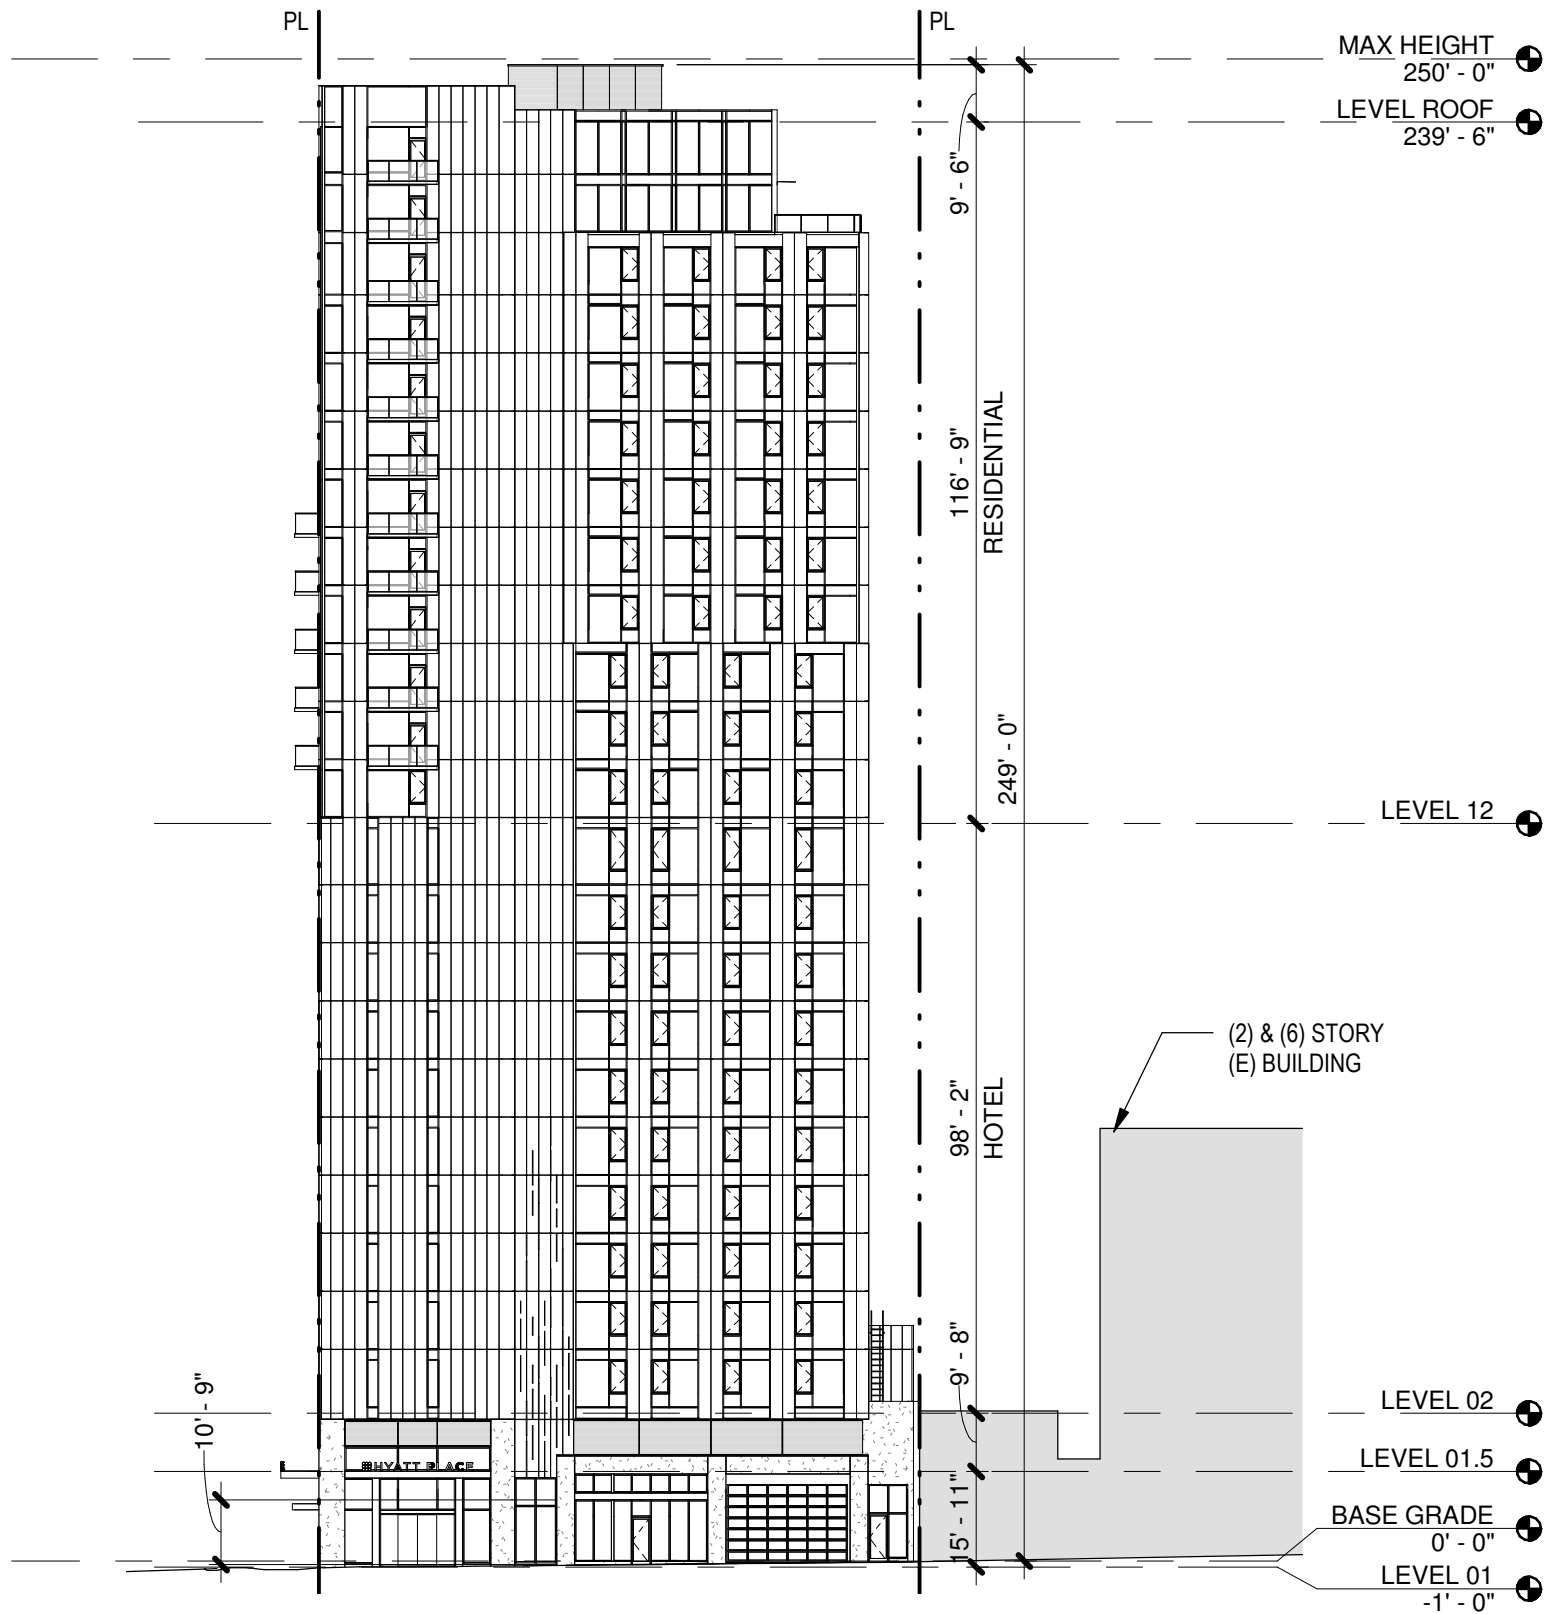 PL
PL
MAX HEIGHT
250' - 0"
LEVEL ROOF
239' - 6"
9' - 6"
116' - 9"
RESIDENTIAL
249' - 0"
LEVEL 12
(2) & (6) STORY
(E) BUILDING
98' - 2"
HOTEL
9' - 8"
LEVEL 02
10' - 9"
HYATT PLACE
LEVEL 01.5
15' - 11"
BASE GRADE
0' - 0"
LEVEL 01
-1' - 0"